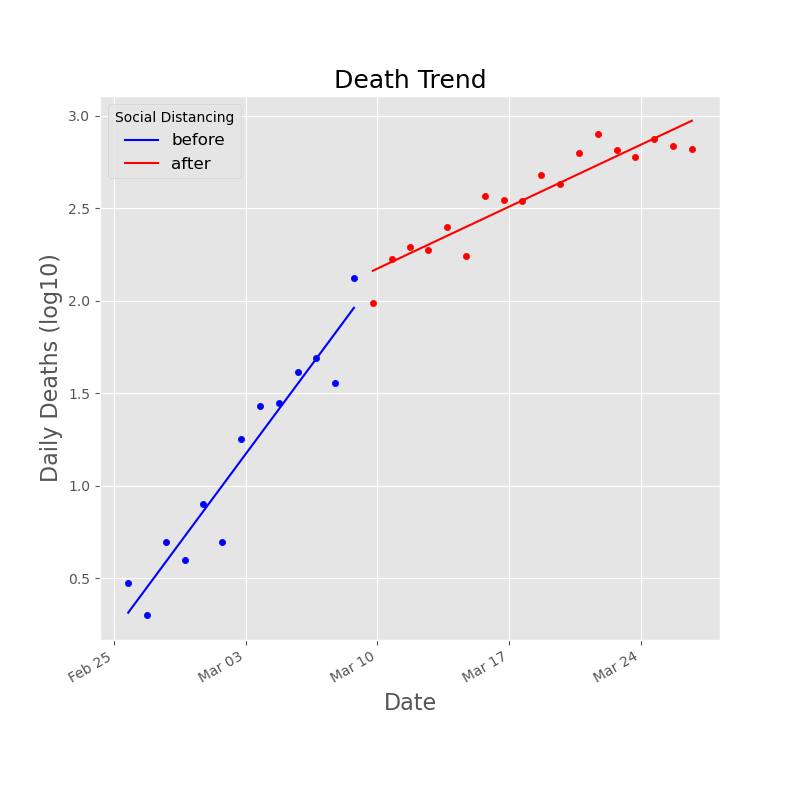 Death Trend
Social Distancing
before
after
3.0
2.5
2.0
1.5
1.0
0.5
Daily Deaths (log10)
Feb 25
Mar 03
Mar 10
Mar 17
Mar 24
Date